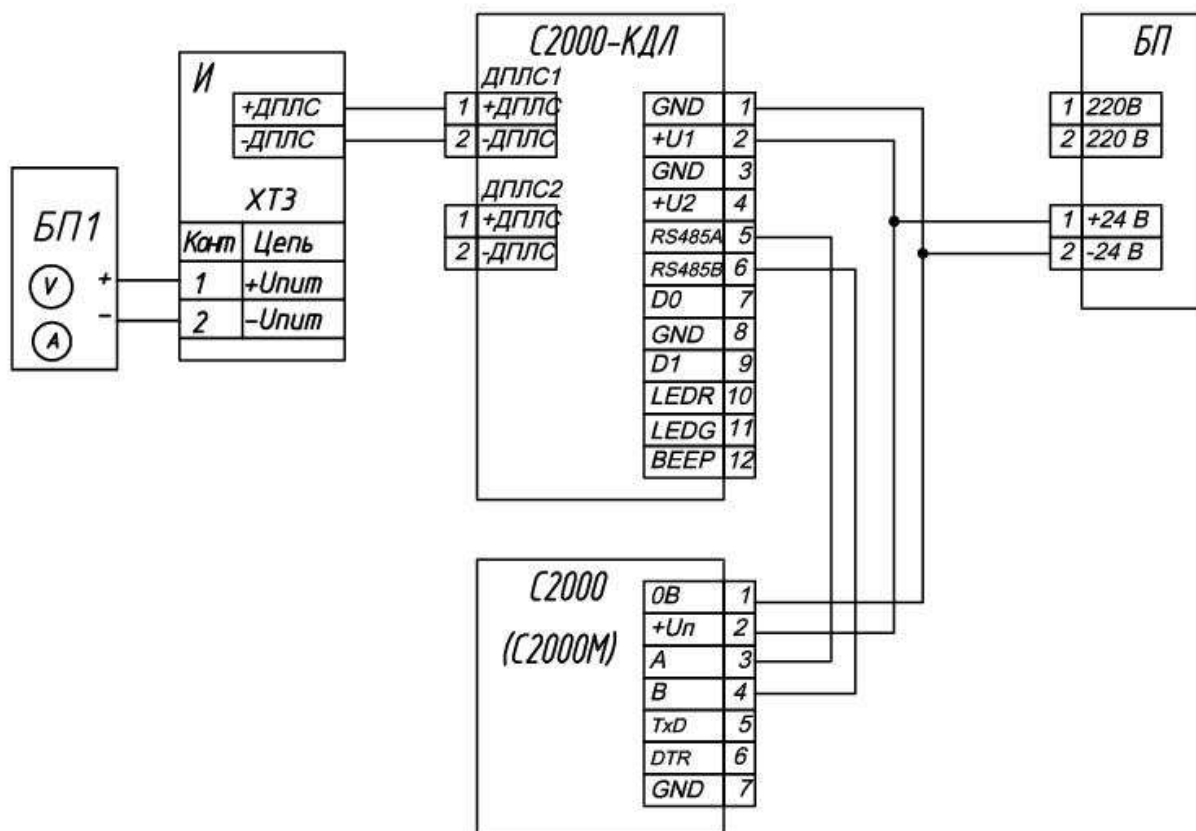 И
+ДПЛС
-ДПЛС
ХТ3
Конт Цепь
1 +Uпит
2 -Uпит
БП1
V
A
+
-
С2000-КДЛ
ДПЛС1
1 +ДПЛС
2 -ДПЛС
ДПЛС2
1 +ДПЛС
2 -ДПЛС
GND 1
+U1 2
GND 3
+U2 4
RS485A 5
RS485B 6
D0 7
GND 8
D1 9
LEDR 10
LEDG 11
BEEP 12
БП
1 220В
2 220 В
1 +24 В
2 -24 В
С2000
(С2000М)
0В 1
+Uп 2
А 3
В 4
TxD 5
DTR 6
GND 7